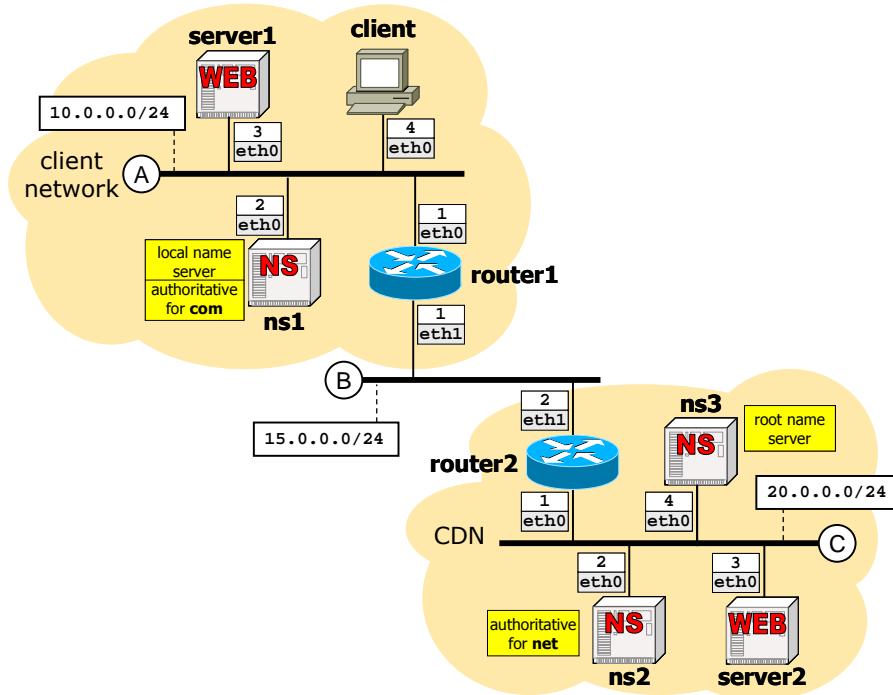 server1
client
WEB
10.0.0.0/24
3
eth0
4
eth0
client
network
A
2
eth0
1
eth0
local name
server
authoritative
for com
NS
ns1
router1
1
eth1
B
15.0.0.0/24
2
eth1
ns3
NS
root name
server
router2
1
eth0
4
eth0
20.0.0.0/24
CDN
C
2
eth0
3
eth0
authoritative
for net
NS
WEB
ns2
server2